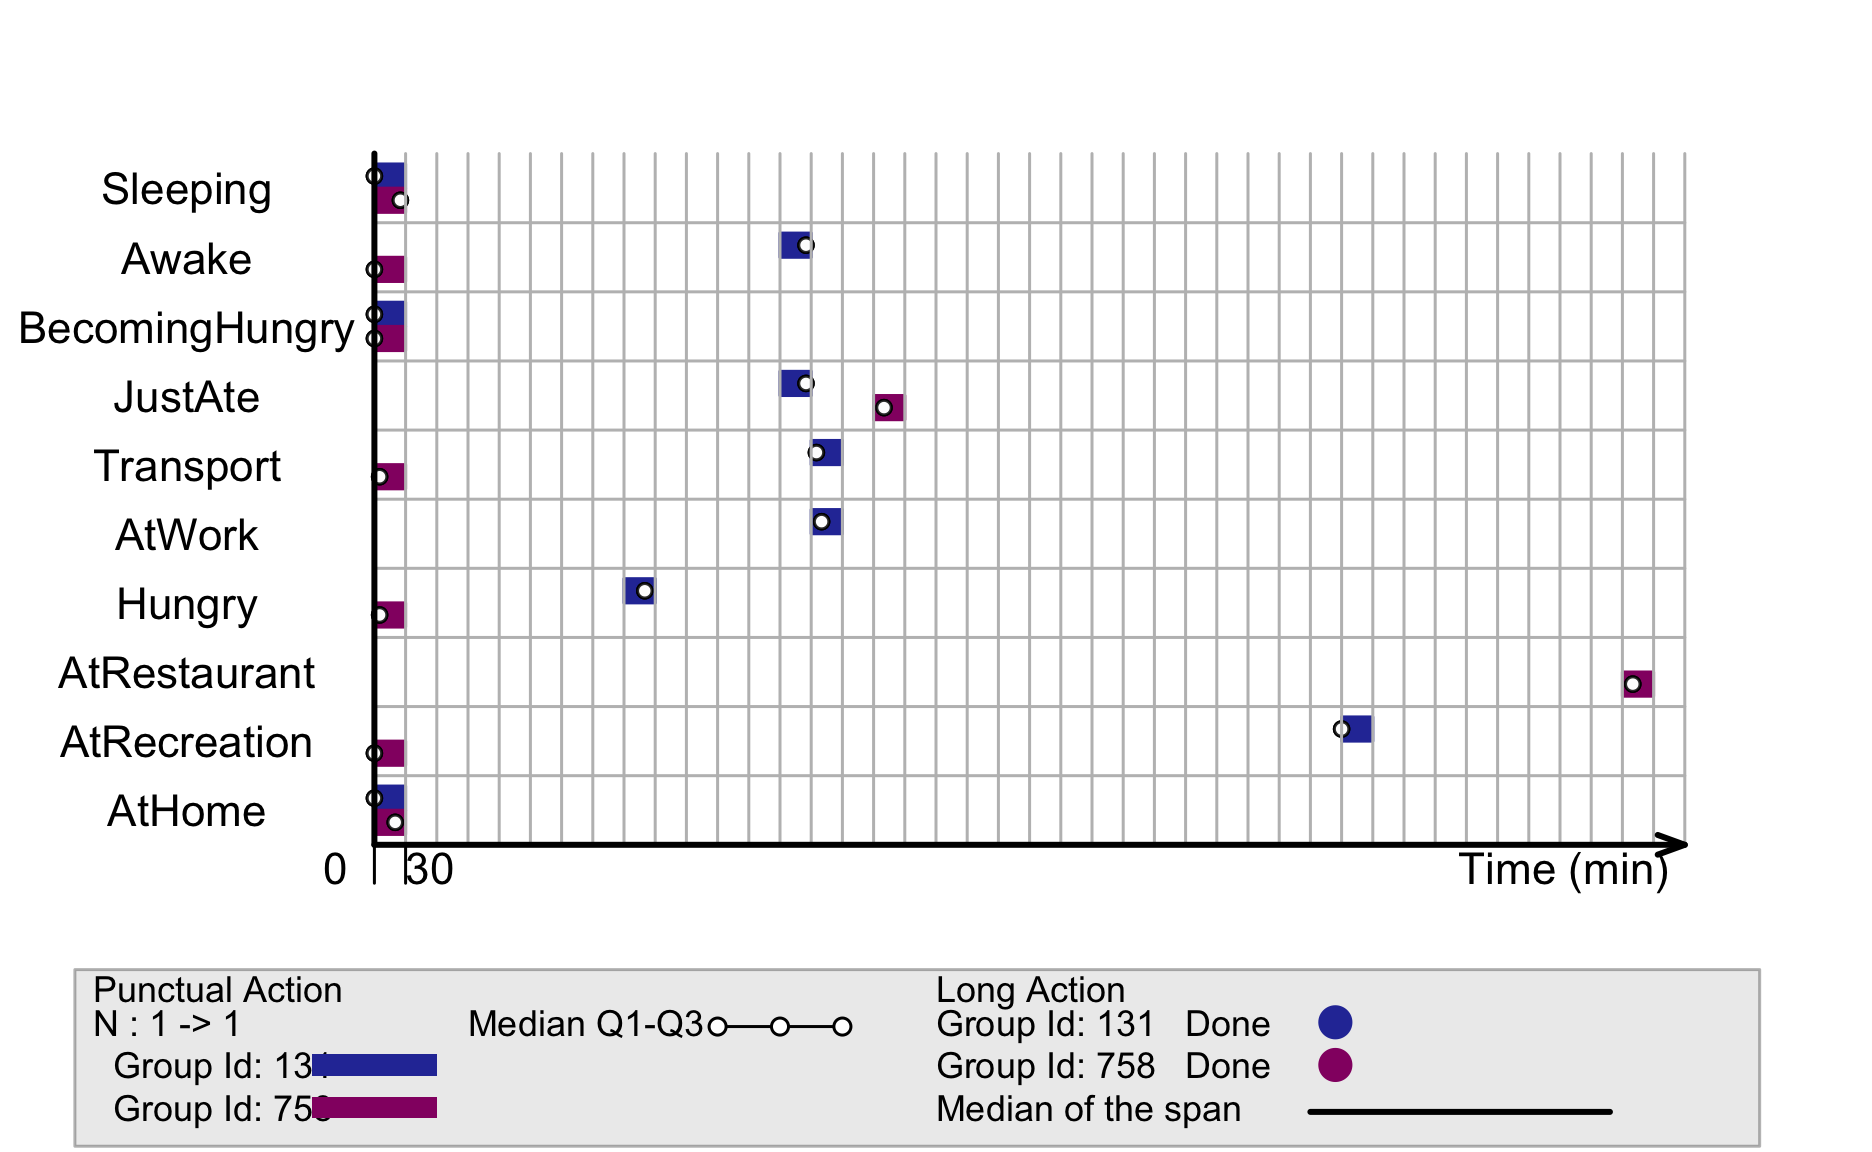 Sleeping
Awake
BecomingHungry
JustAte
Transport
AtWork
Hungry
AtRestaurant
AtRecreation
AtHome
0 30 Time (min)
Punctual Action
N : 1 -> 1
Median Q1-Q3
Group Id: 131
Group Id: 758
Long Action
Group Id: 131 Done
Group Id: 758 Done
Median of the span